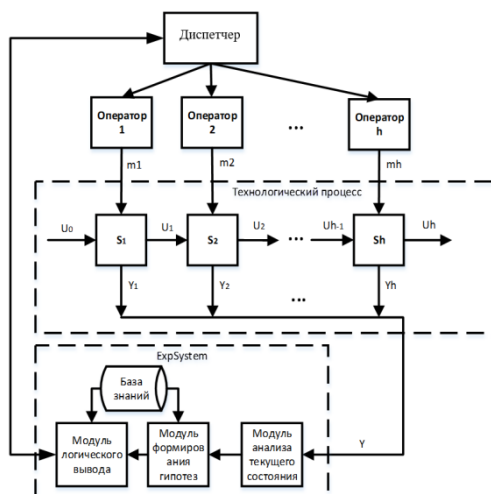 Диспетчер
Оператор
1
Оператор
2
...
Оператор
h
m1
m2
mh
Технологический процесс
U0
S1
U1
S2
U2
...
Uh-1
Sh
Uh
Y1
Y2
...
Yh
ExpSystem
База
знаний
Модуль
логического
вывода
Модуль
формиров
ания
гипотез
Модуль
анализа
текущего
состояния
Y